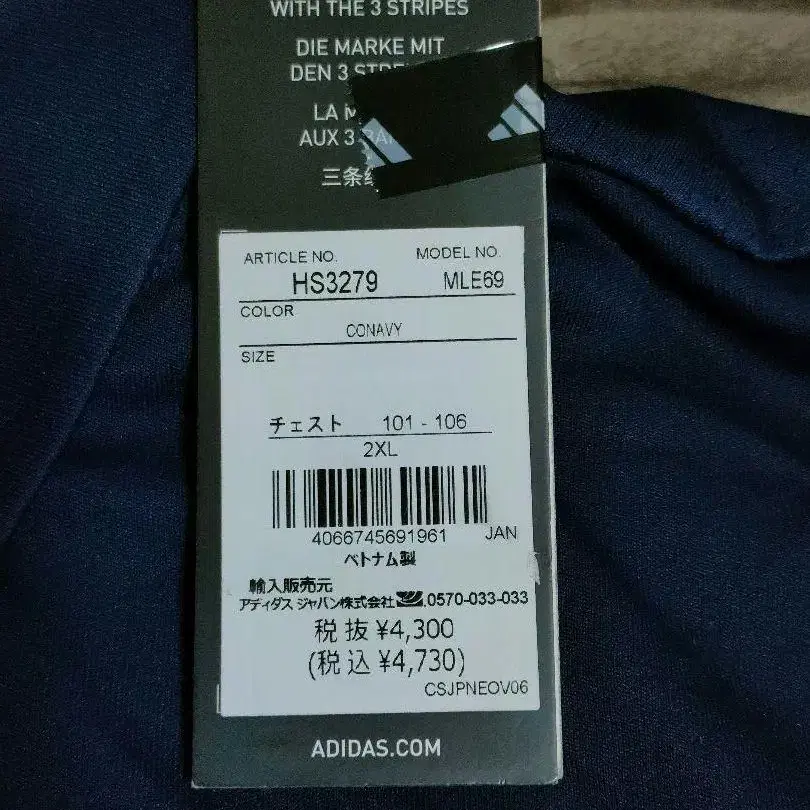 WITH THE 3 STRIPES
DIE MARKE MIT
DEN 3
LA
AUX 3
三条
ARTICLE NO. MODEL NO.
HS3279 MLE69
COLOR
CONAVY
SIZE
チェスト 101 - 106
2XL
4066745691961 JAN
ベトナム製
輸入販売元
アディダス ジャパン株式会社 .0570-033-033
税抜 ¥4,300
(税込 ¥4,730)
CSJPNEOV06
ADIDAS.COM